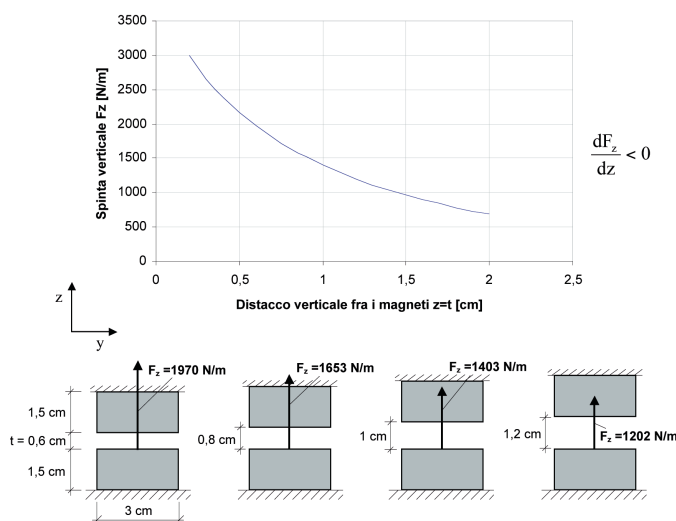 3500
3000
2500
2000
1500
1000
500
0
Spinta verticale Fz [N/m]
0
0,5
1
1,5
2
2,5
Distacco verticale fra i magneti z=t [cm]
dFz
dz
< 0
z
y
Fz =1970 N/m
1,5 cm
t = 0,6 cm
1,5 cm
3 cm
Fz =1653 N/m
0,8 cm
Fz =1403 N/m
1 cm
1,2 cm
Fz =1202 N/m